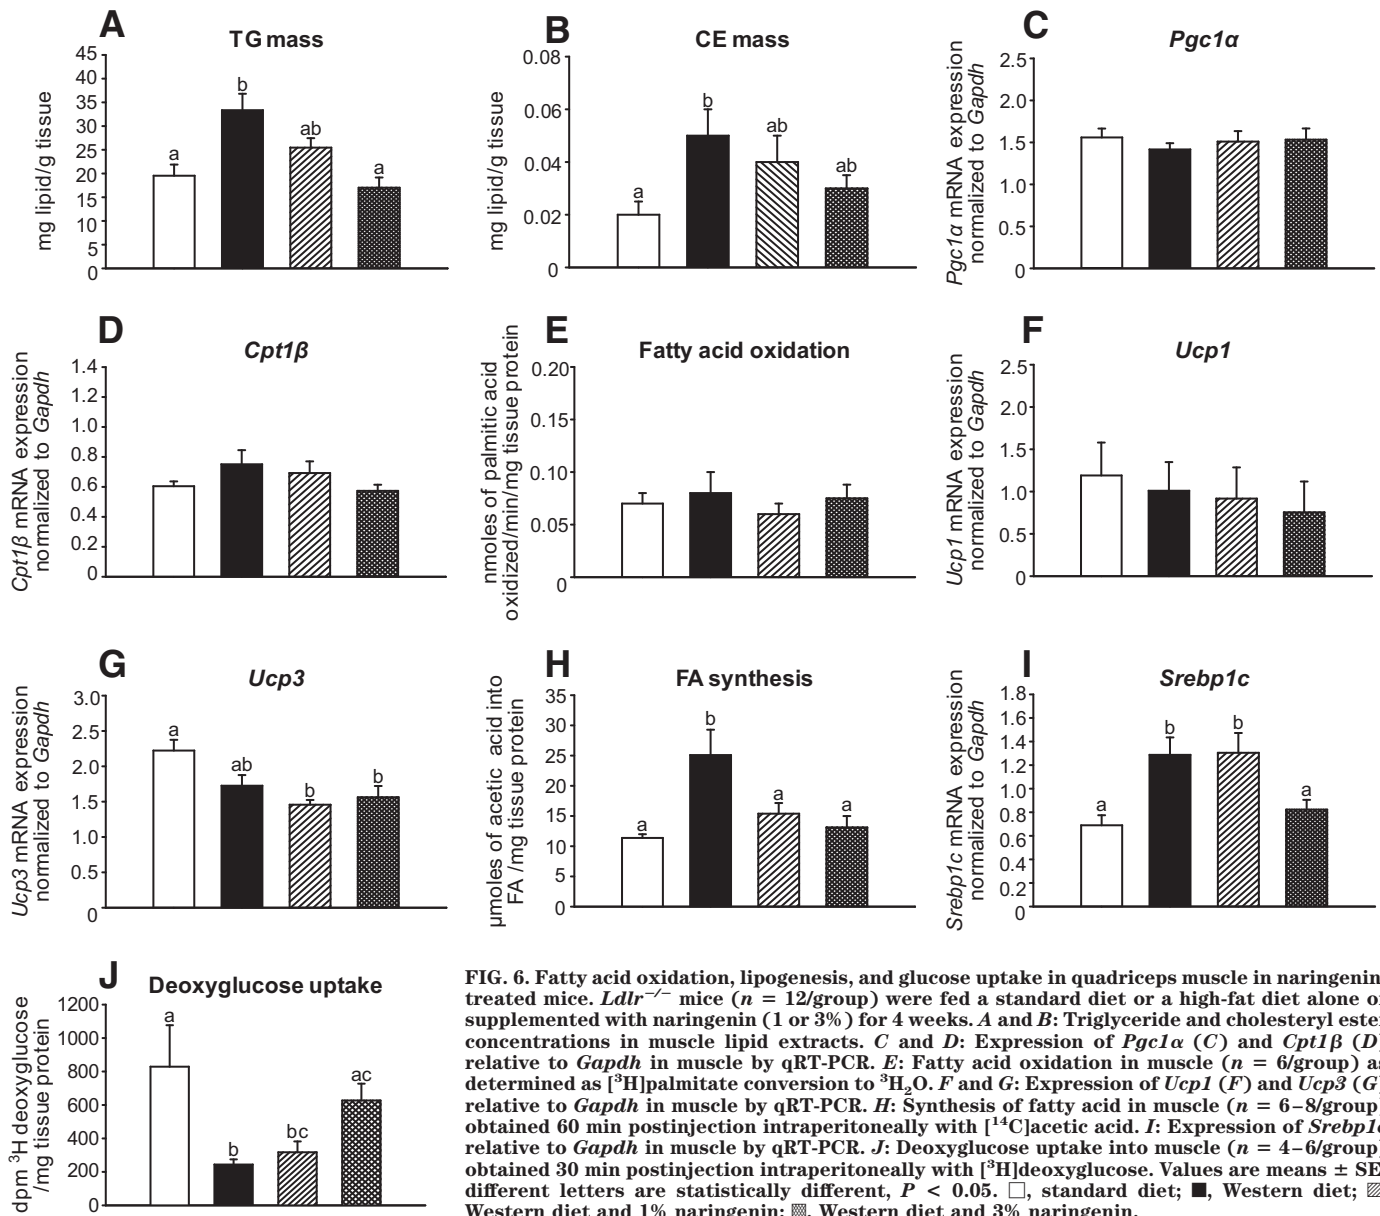 A
TG mass
mg lipid/g tissue
45
40
35
30
25
20
15
10
5
0
a
b
ab
a
B
CE mass
mg lipid/g tissue
0.08
0.06
0.04
0.02
0
a
b
ab
ab
C
Pgc1α
Pgc1α mRNA expression
normalized to Gapdh
2.5
2.0
1.5
1.0
0.5
0
D
Cpt1β
Cpt1β mRNA expression
normalized to Gapdh
1.4
1.2
1.0
0.8
0.6
0.4
0.2
0
E
Fatty acid oxidation
nmoles of palmitic acid
oxidized/min/mg tissue protein
0.20
0.15
0.10
0.05
0
F
Ucp1
Ucp1 mRNA expression
normalized to Gapdh
2.5
2.0
1.5
1.0
0.5
0
G
Ucp3
Ucp3 mRNA expression
normalized to Gapdh
3.0
2.5
2.0
1.5
1.0
0.5
0
a
ab
b
b
H
FA synthesis
μmoles of acetic acid into
FA /mg tissue protein
35
30
25
20
15
10
5
0
a
b
a
a
I
Srebp1c
Srebp1c mRNA expression
normalized to Gapdh
1.8
1.6
1.4
1.2
1.0
0.8
0.6
0.4
0.2
0
a
b
b
a
J
Deoxyglucose uptake
dpm ³H deoxyglucose
/mg tissue protein
1200
1000
800
600
400
200
0
a
b
bc
ac
FIG. 6. Fatty acid oxidation, lipogenesis, and glucose uptake in quadriceps muscle in naringenin
treated mice. Ldlr⁻/⁻ mice (n = 12/group) were fed a standard diet or a high-fat diet alone or
supplemented with naringenin (1 or 3%) for 4 weeks. A and B: Triglyceride and cholesteryl ester
concentrations in muscle lipid extracts. C and D: Expression of Pgc1α (C) and Cpt1β (D)
relative to Gapdh in muscle by qRT-PCR. E: Fatty acid oxidation in muscle (n = 6/group) as
determined as [³H]palmitate conversion to ³H₂O. F and G: Expression of Ucp1 (F) and Ucp3 (G)
relative to Gapdh in muscle by qRT-PCR. H: Synthesis of fatty acid in muscle (n = 6–8/group)
obtained 60 min postinjection intraperitoneally with [¹⁴C]acetic acid. I: Expression of Srebp1c
relative to Gapdh in muscle by qRT-PCR. J: Deoxyglucose uptake into muscle (n = 4–6/group)
obtained 30 min postinjection intraperitoneally with [³H]deoxyglucose. Values are means ± SE
different letters are statistically different, P < 0.05. □, standard diet; ■, Western diet; ▨
Western diet and 1% naringenin; ▩, Western diet and 3% naringenin.